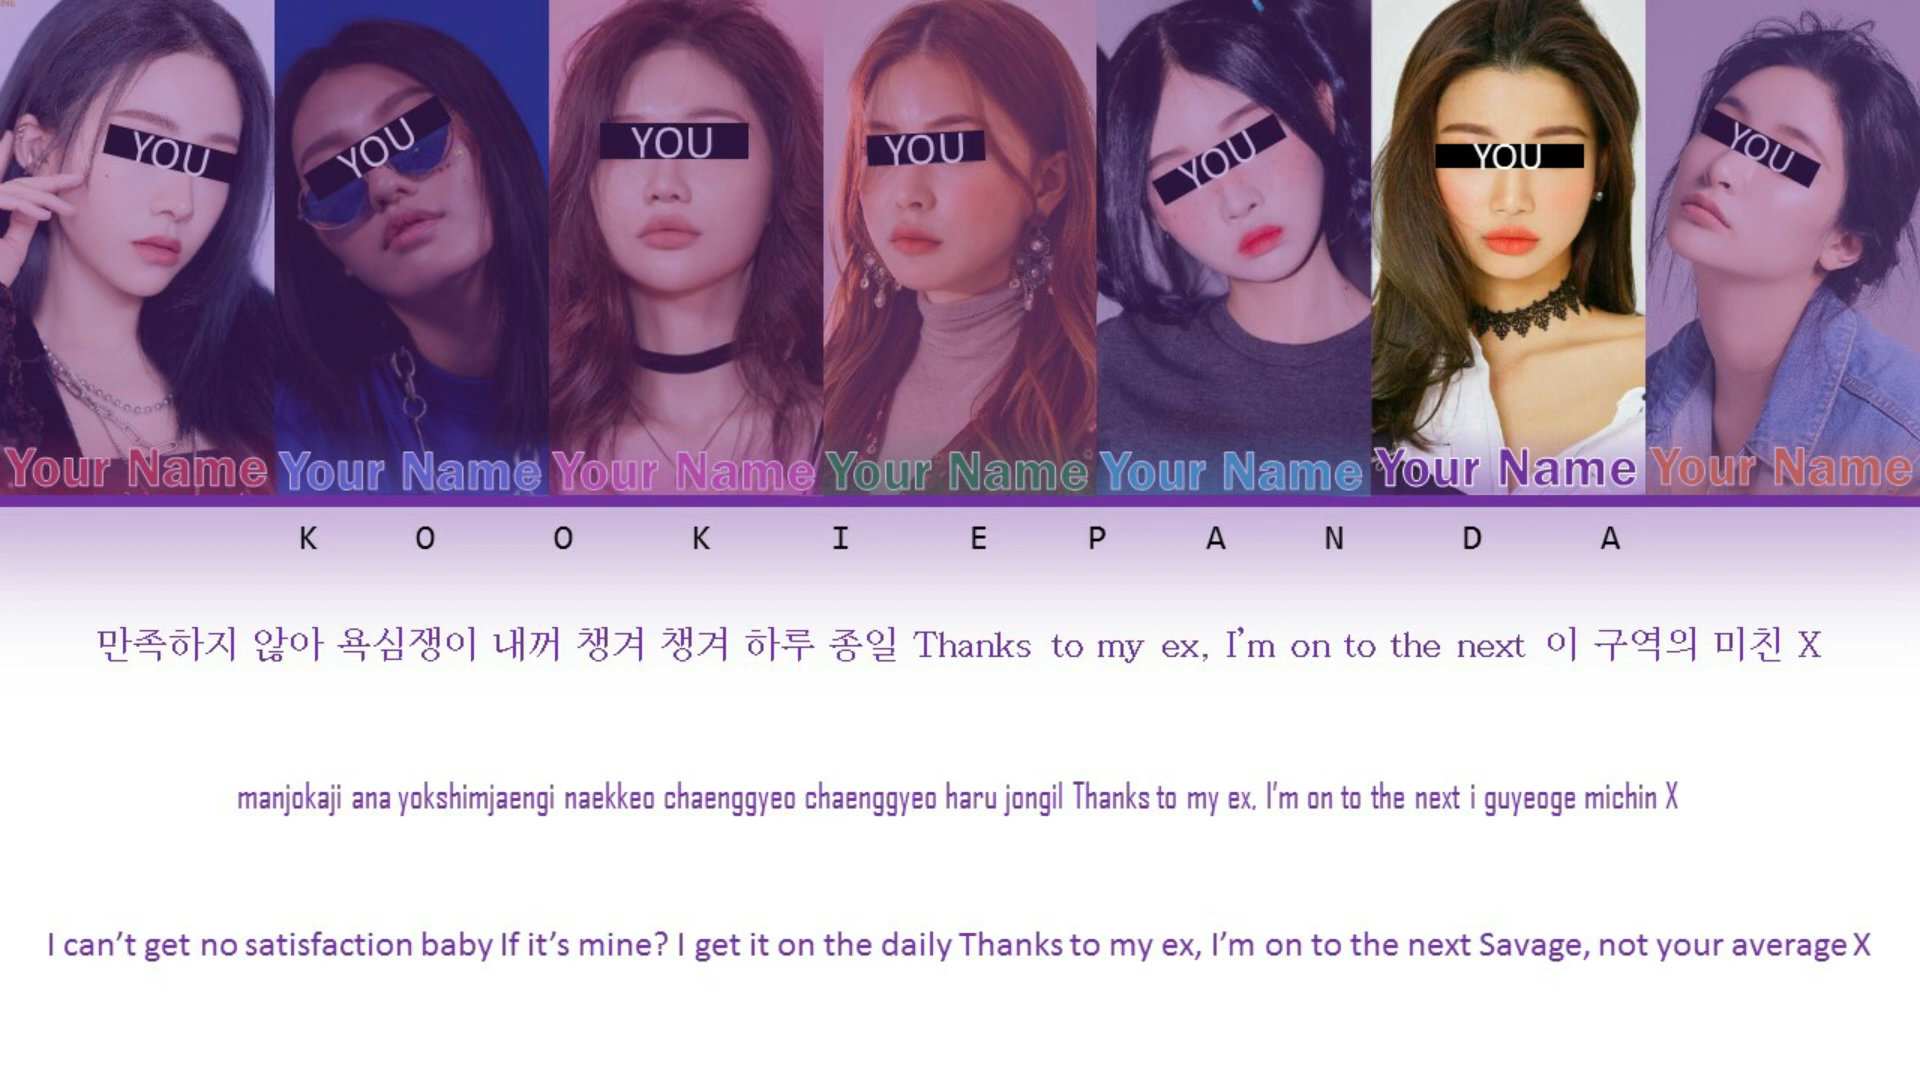 YOU YOU YOU YOU YOU YOU YOU
Your Name Your Name Your Name Your Name Your Name Your Name Your Name
K O O K I E P A N D A
만족하지 않아 욕심쟁이 내꺼 챙겨 챙겨 하루 종일 Thanks to my ex, I’m on to the next 이 구역의 미친 X
manjokaji ana yokshimjaengi naekkeo chaenggyeo chaenggyeo haru jongil Thanks to my ex, I’m on to the next i guyeoge michin X
I can’t get no satisfaction baby If it’s mine? I get it on the daily Thanks to my ex, I’m on to the next Savage, not your average X